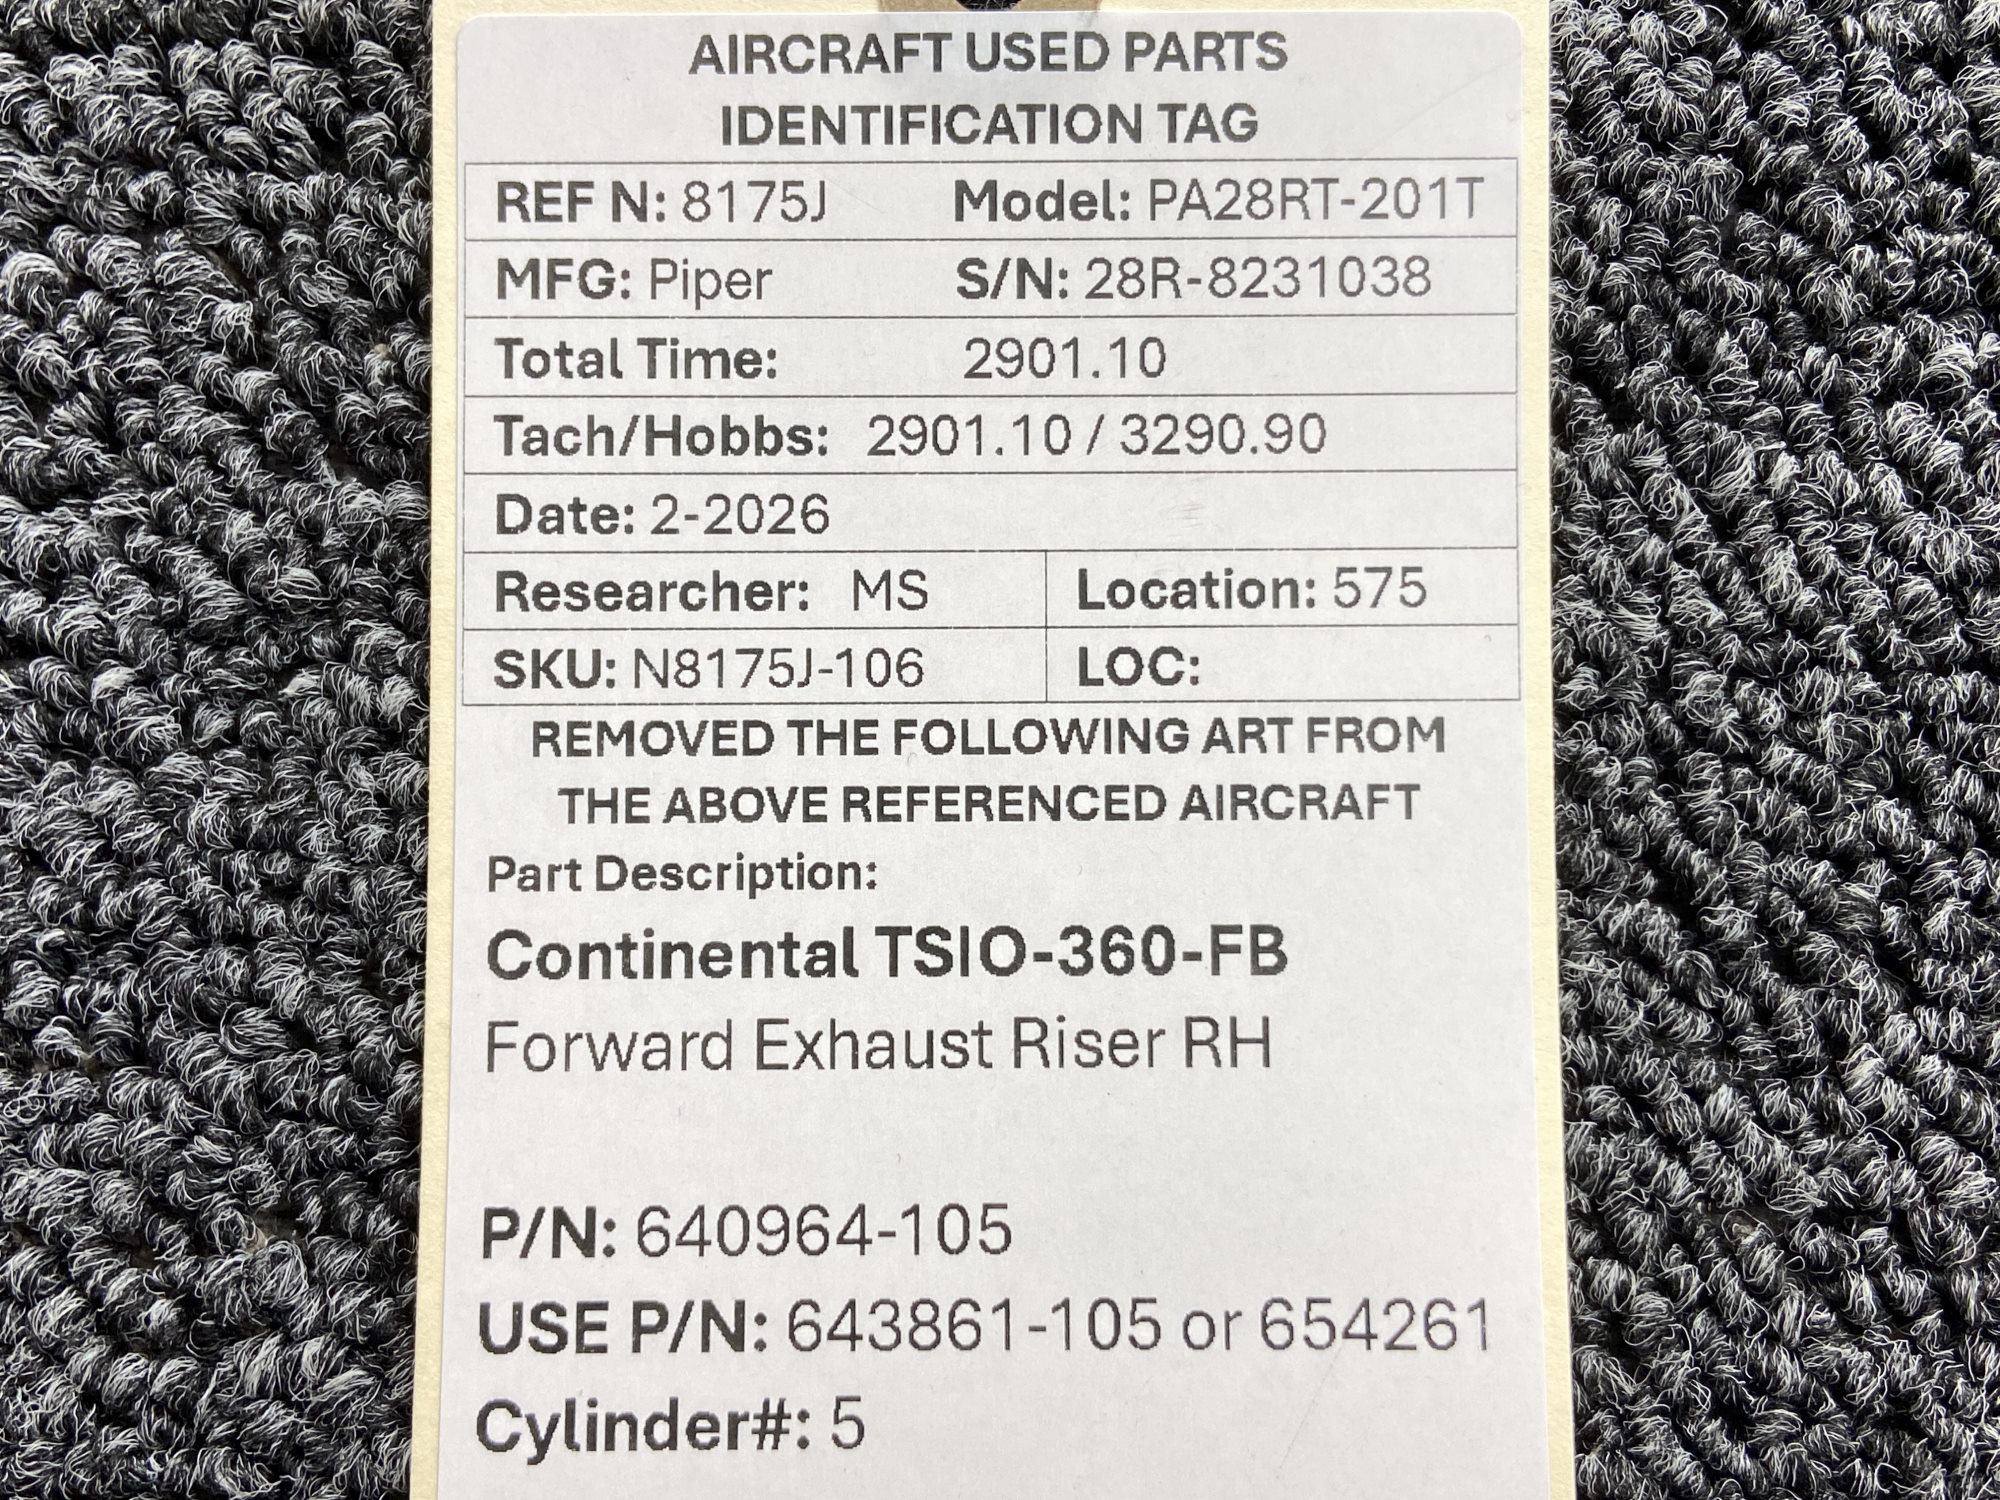 AIRCRAFT USED PARTS
IDENTIFICATION TAG
REF N: 8175J Model: PA28RT-201T
MFG: Piper S/N: 28R-8231038
Total Time: 2901.10
Tach/Hobbs: 2901.10 / 3290.90
Date: 2-2026
Researcher: MS Location: 575
SKU: N8175J-106 LOC:
REMOVED THE FOLLOWING ART FROM
THE ABOVE REFERENCED AIRCRAFT
Part Description:
Continental TSIO-360-FB
Forward Exhaust Riser RH
P/N: 640964-105
USE P/N: 643861-105 or 654261
Cylinder#: 5